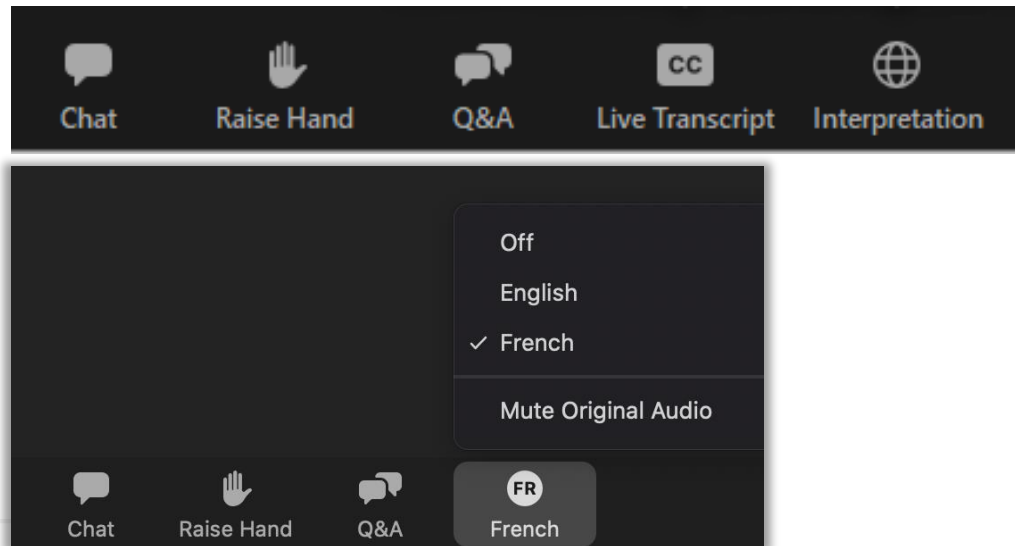 CC
Chat Raise Hand Q&A Live Transcript Interpretation
Off
English
✓ French
Mute Original Audio
FR
Chat Raise Hand Q&A French